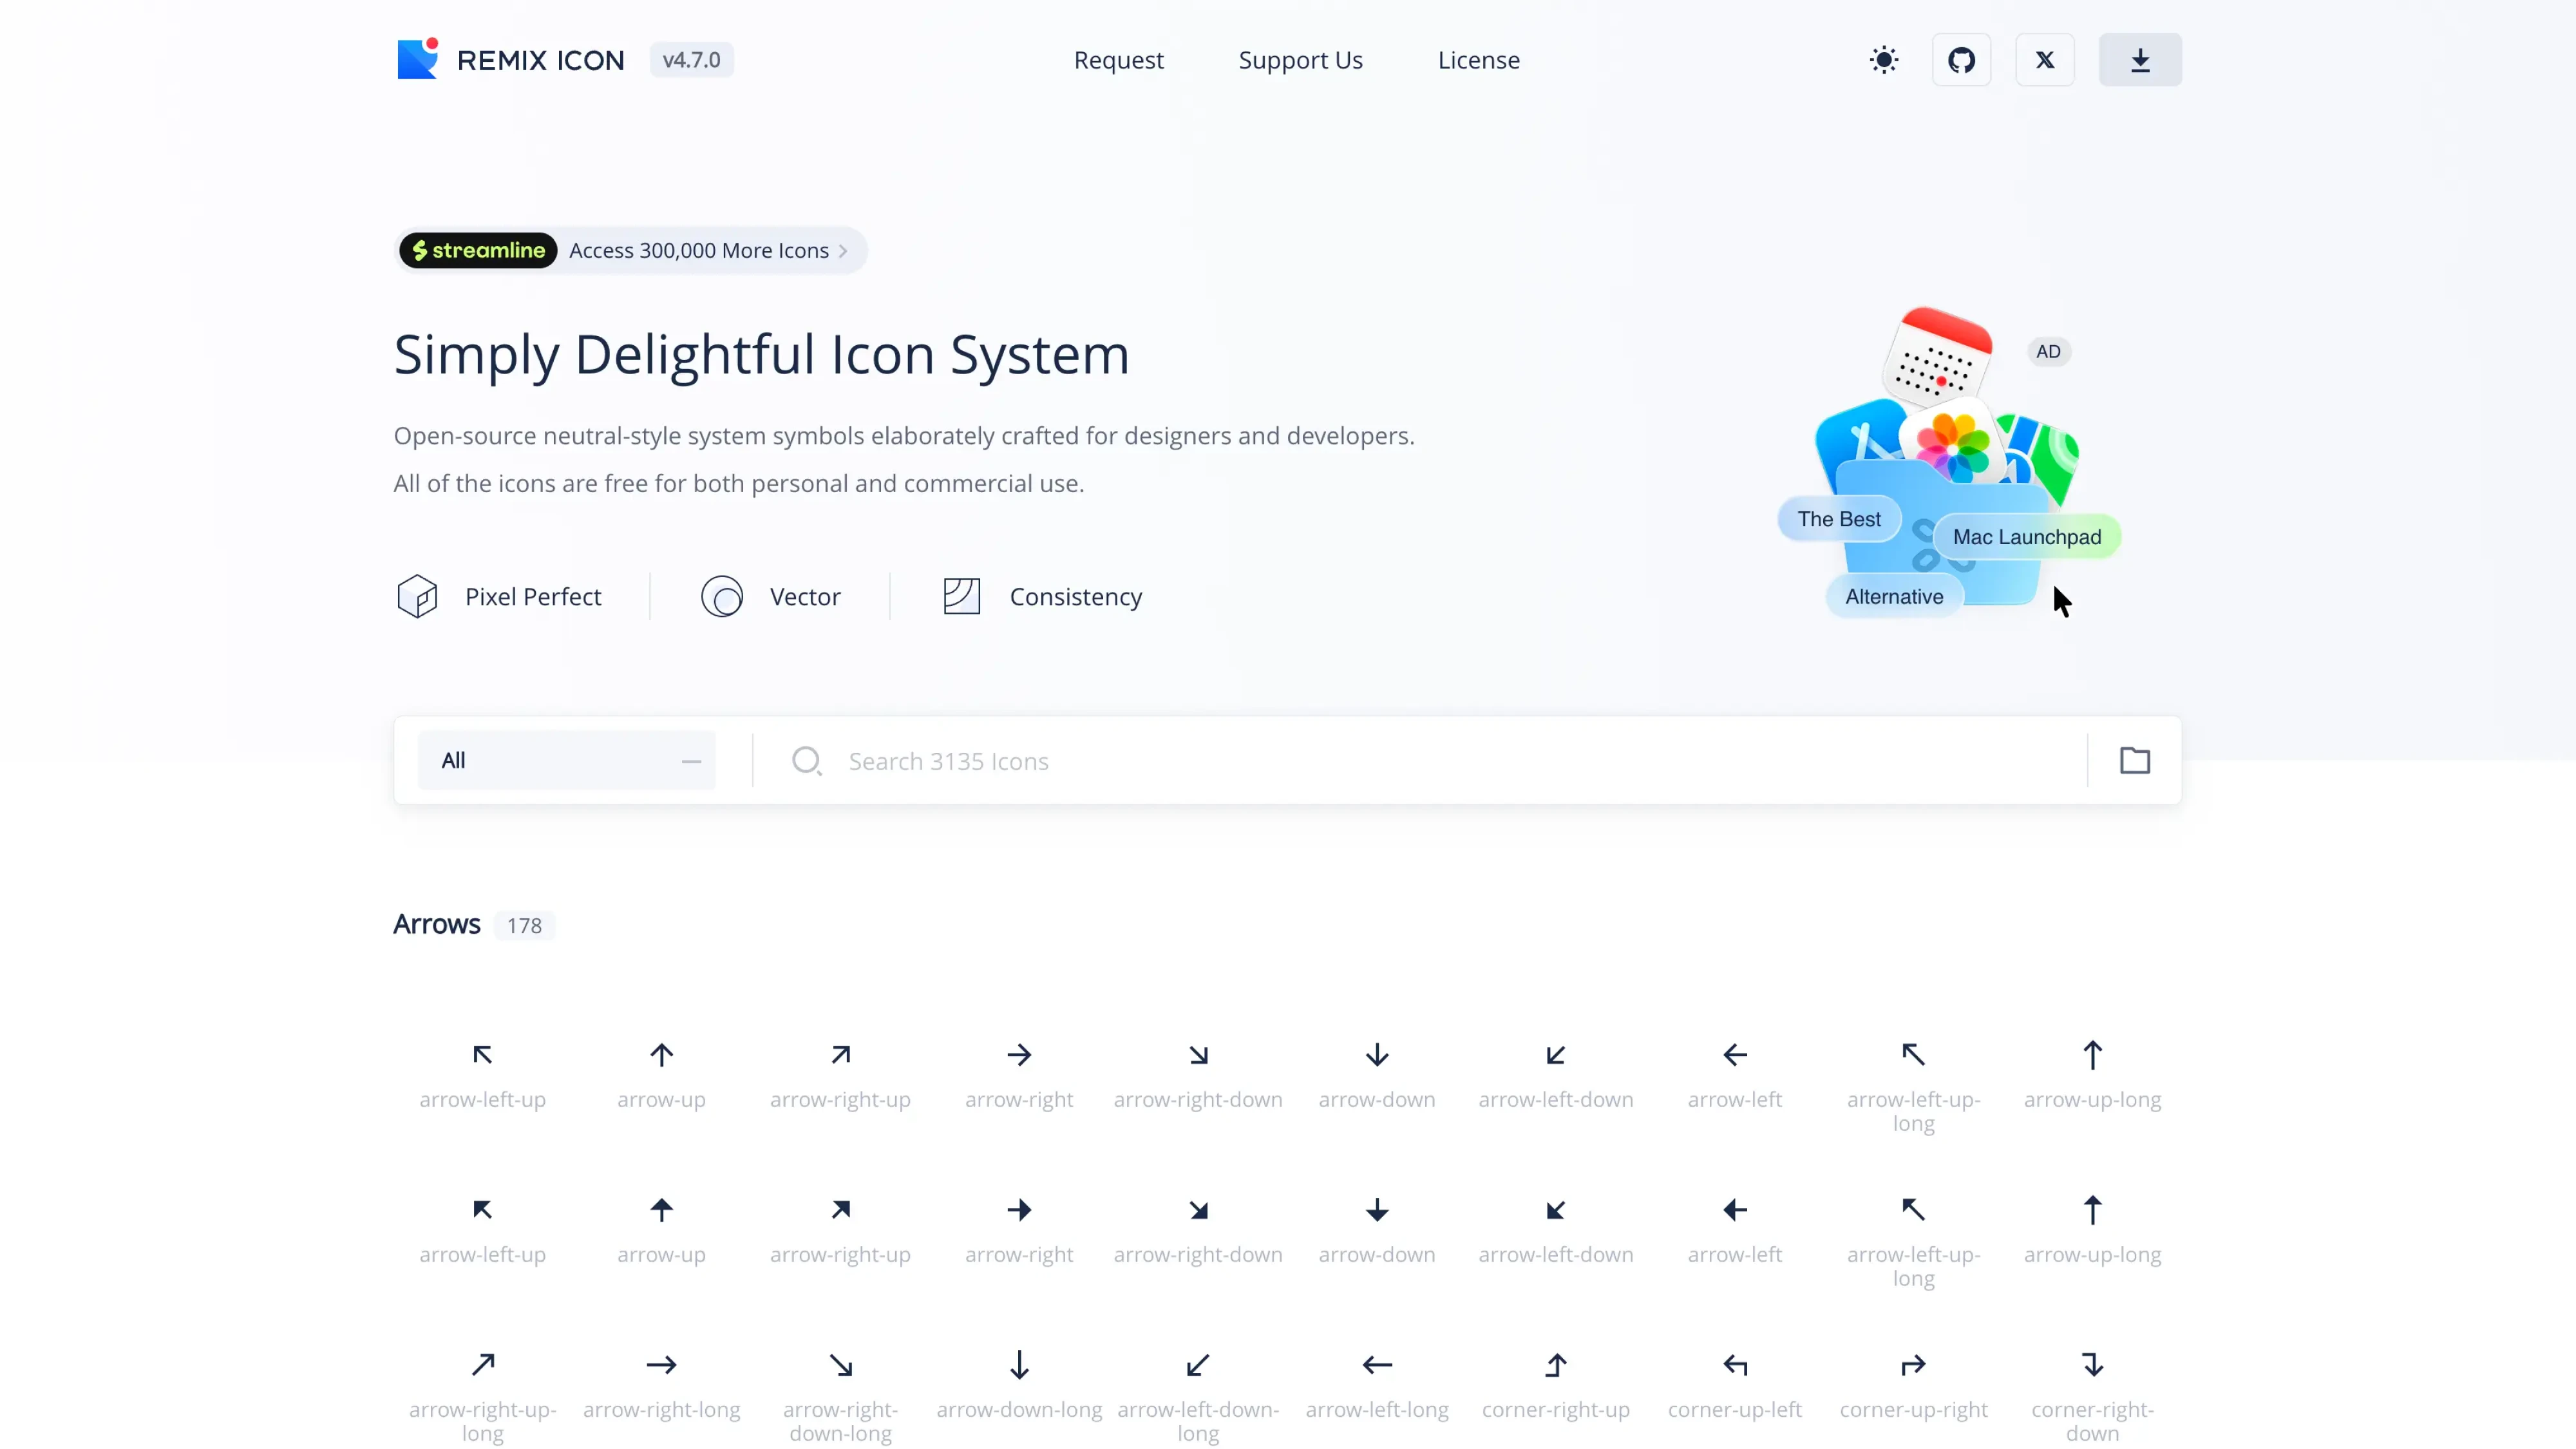 REMIX ICON v4.7.0 Request Support Us License
streamline Access 300,000 More Icons
Simply Delightful Icon System
AD
Open-source neutral-style system symbols elaborately crafted for designers and developers.
All of the icons are free for both personal and commercial use.
The Best
Mac Launchpad
Alternative
Pixel Perfect Vector Consistency
All Search 3135 Icons
Arrows 178
arrow-left-up arrow-up arrow-right-up arrow-right arrow-right-down arrow-down arrow-left-down arrow-left arrow-left-up- arrow-up-long
long
arrow-left-up arrow-up arrow-right-up arrow-right arrow-right-down arrow-down arrow-left-down arrow-left arrow-left-up- arrow-up-long
long
arrow-right-up- arrow-right-long arrow-right- arrow-down-long arrow-left-down- arrow-left-long corner-right-up corner-up-left corner-up-right corner-right-
long down-long long down